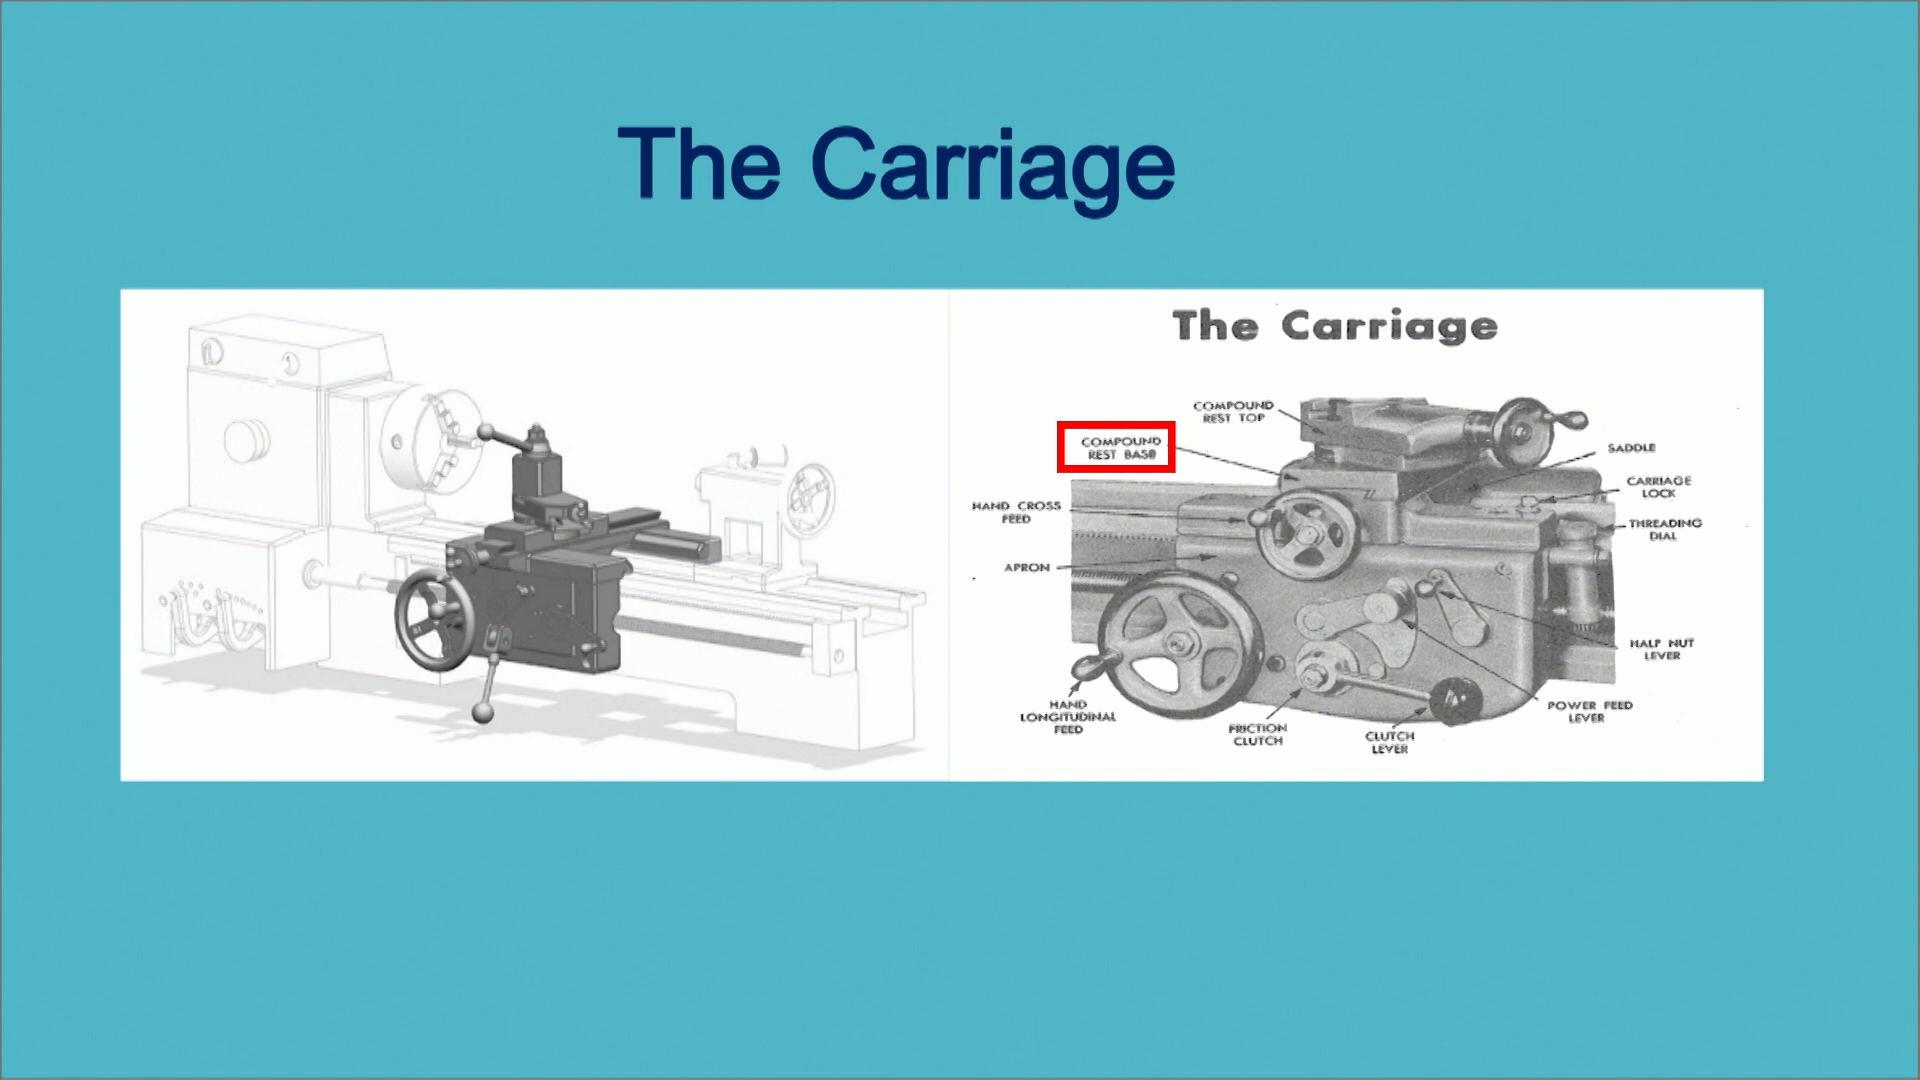 The Carriage
The Carriage
COMPOUND
REST TOP
COMPOUND
REST BASE
SADDLE
CARRIAGE
LOCK
HAND CROSS
FEED
THREADING
DIAL
APRON
HALF NUT
LEVER
HAND
LONGITUDINAL
FEED
POWER FEED
LEVER
FRICTION
CLUTCH
CLUTCH
LEVER